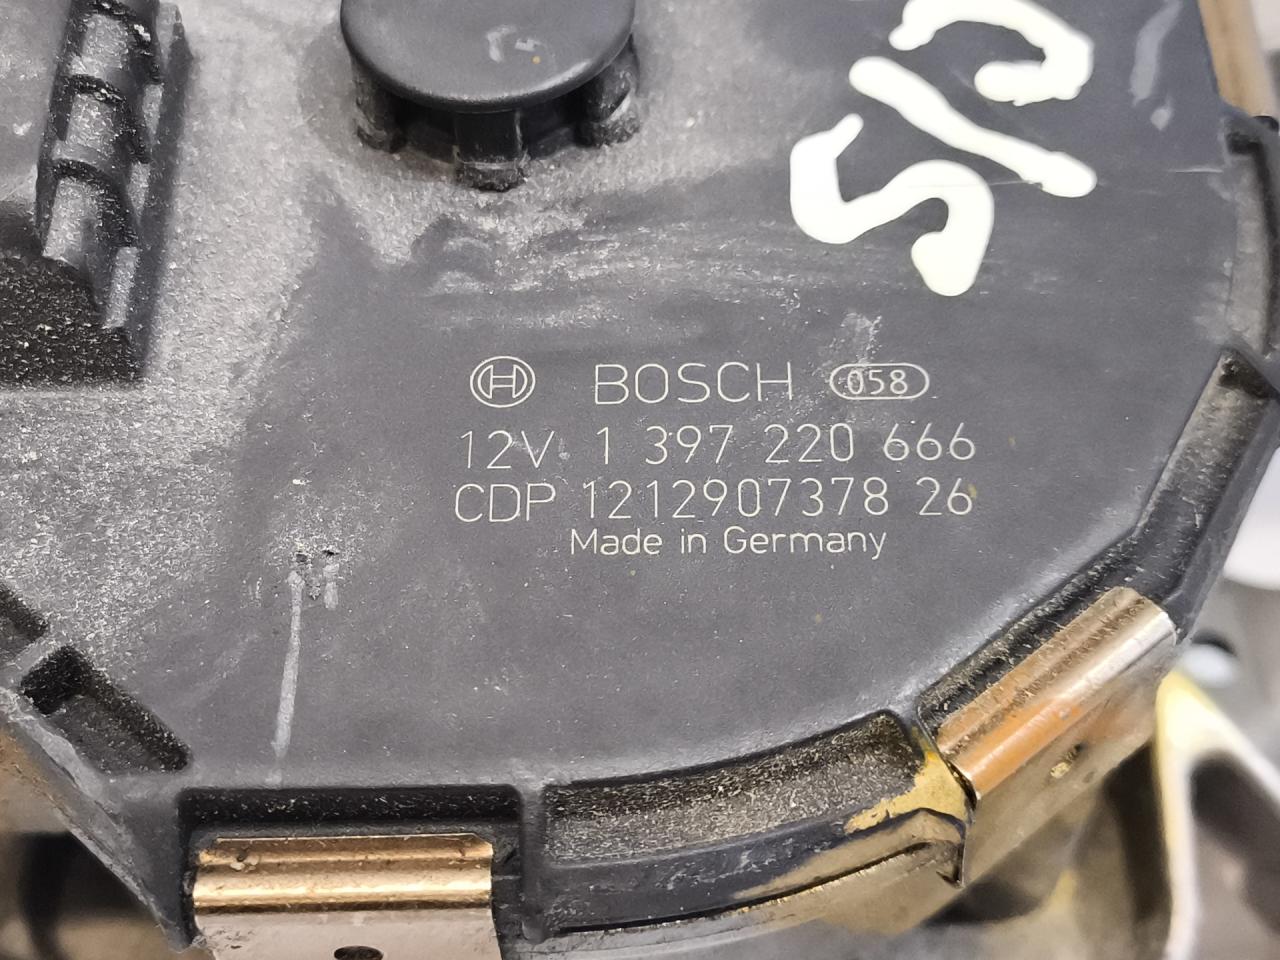 BOSCH 058
12V 1 397 220 666
CDP 1212907378 26
Made in Germany